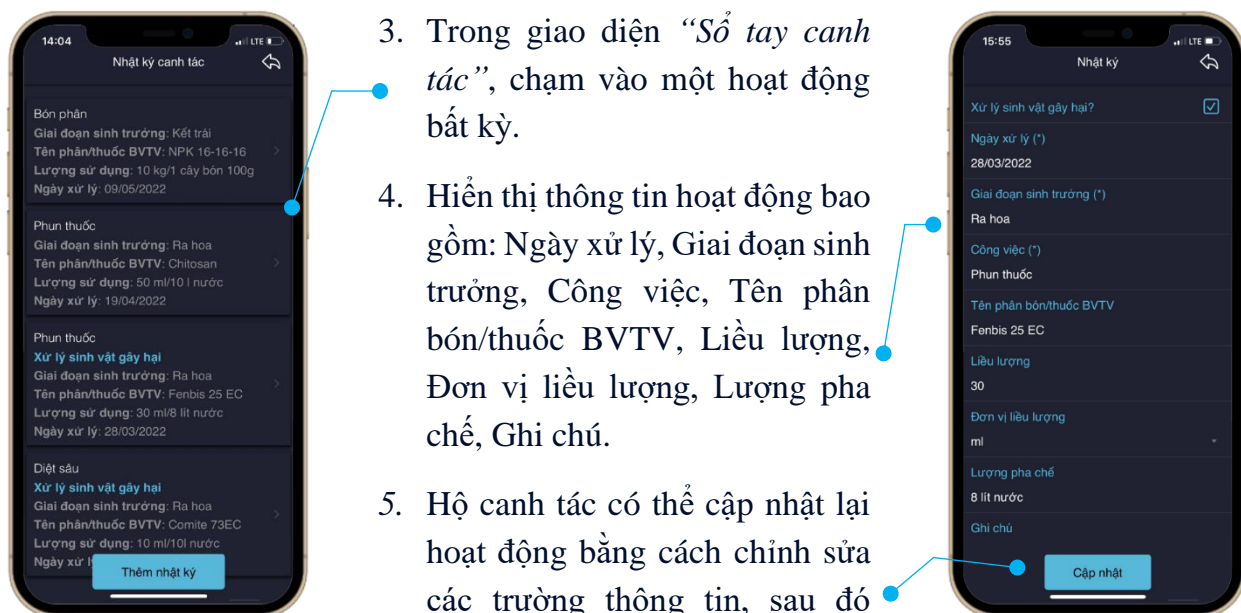 14:04
LTE
Nhật ký canh tác
Bón phân
Giai đoạn sinh trưởng: Kết trái
Tên phân/thuốc BVTV: NPK 16-16-16
Lượng sử dụng: 10 kg/1 cây bón 100g
Ngày xử lý: 09/05/2022
Phun thuốc
Giai đoạn sinh trưởng: Ra hoa
Tên phân/thuốc BVTV: Chitosan
Lượng sử dụng: 50 ml/10 l nước
Ngày xử lý: 19/04/2022
Phun thuốc
Xử lý sinh vật gây hại
Giai đoạn sinh trưởng: Ra hoa
Tên phân/thuốc BVTV: Fenbis 25 EC
Lượng sử dụng: 30 ml/8 lít nước
Ngày xử lý: 28/03/2022
Diệt sâu
Xử lý sinh vật gây hại
Giai đoạn sinh trưởng: Ra hoa
Tên phân/thuốc BVTV: Comite 73EC
Lượng sử dụng: 10 ml/10l nước
Ngày xử l
Thêm nhật ký
3. Trong giao diện “Sổ tay canh
tác”, chạm vào một hoạt động
bất kỳ.
4. Hiển thị thông tin hoạt động bao
gồm: Ngày xử lý, Giai đoạn sinh
trưởng, Công việc, Tên phân
bón/thuốc BVTV, Liều lượng,
Đơn vị liều lượng, Lượng pha
chế, Ghi chú.
5. Hộ canh tác có thể cập nhật lại
hoạt động bằng cách chỉnh sửa
các trường thông tin, sau đó
15:55
LTE
Nhật ký
Xử lý sinh vật gây hại?
Ngày xử lý (*)
28/03/2022
Giai đoạn sinh trưởng (*)
Ra hoa
Công việc (*)
Phun thuốc
Tên phân bón/thuốc BVTV
Fenbis 25 EC
Liều lượng
30
Đơn vị liều lượng
ml
Lượng pha chế
8 lít nước
Ghi chú
Cập nhật